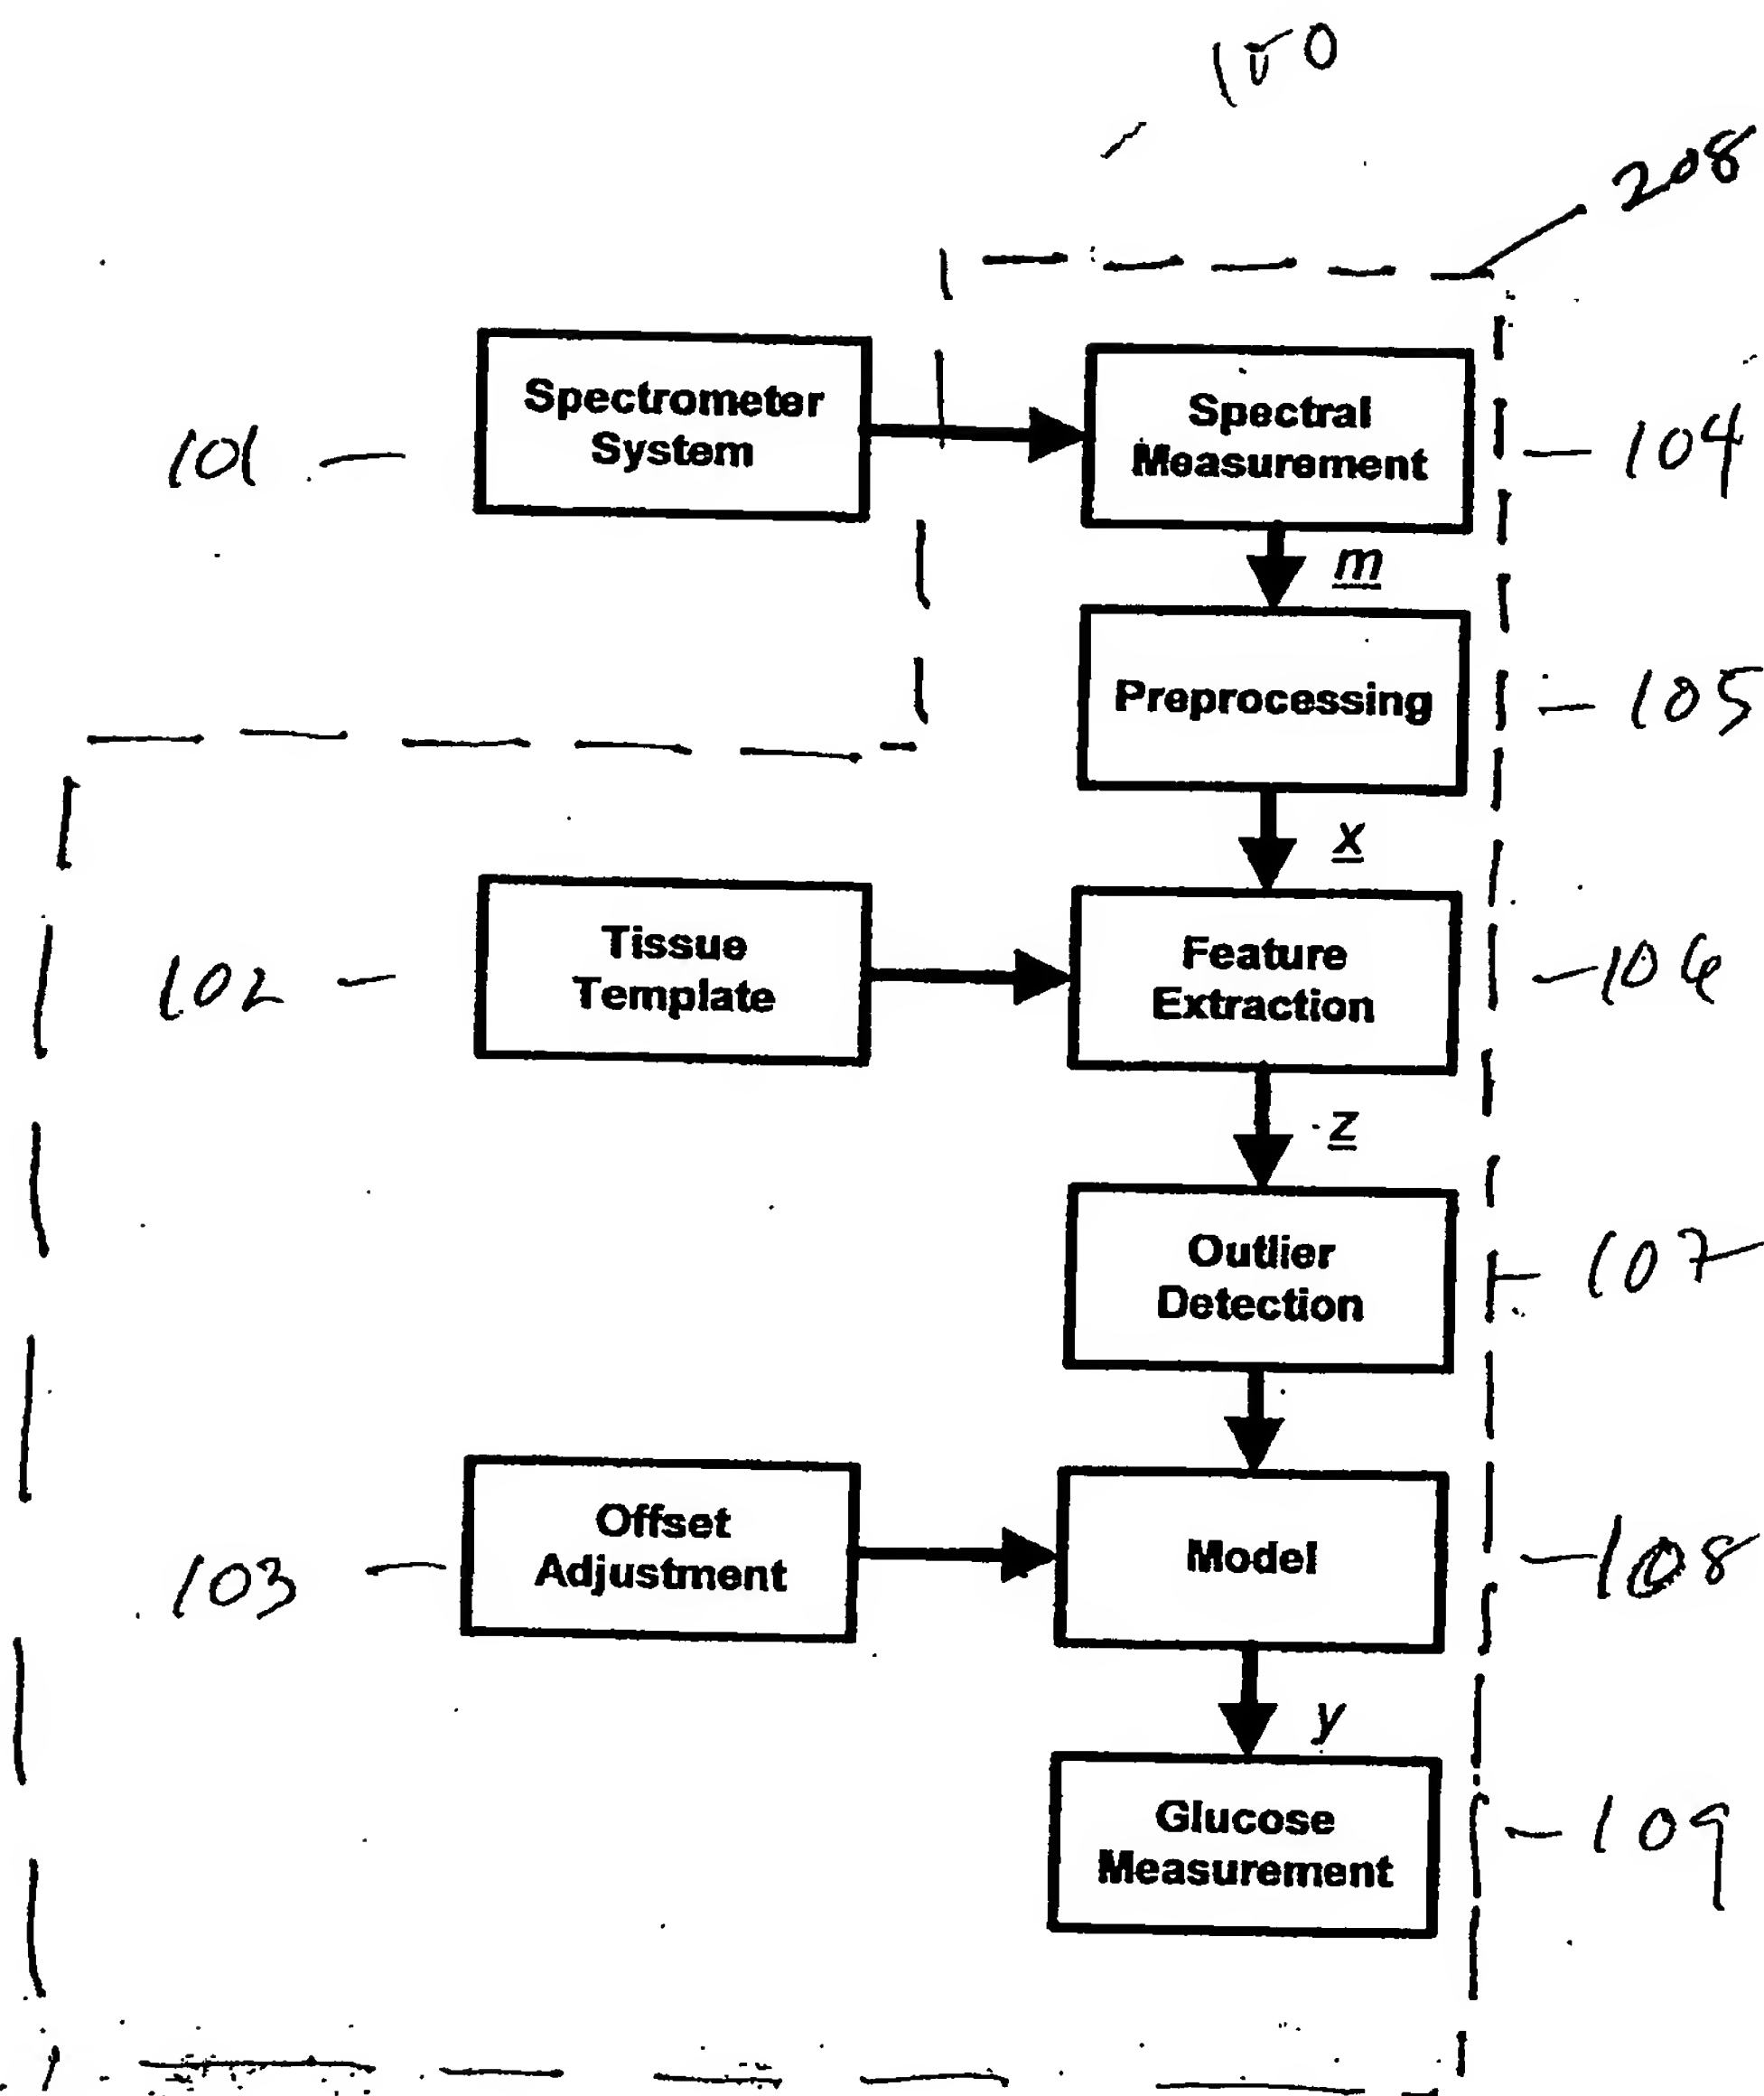 208
Spectrometer
System
Spectral
Measurement
101
104
m
Preprocessing
105
x
Tissue
Template
Feature
Extraction
102
106
z
Outlier
Detection
107
Offset
Adjustment
Model
103
108
y
Glucose
Measurement
109